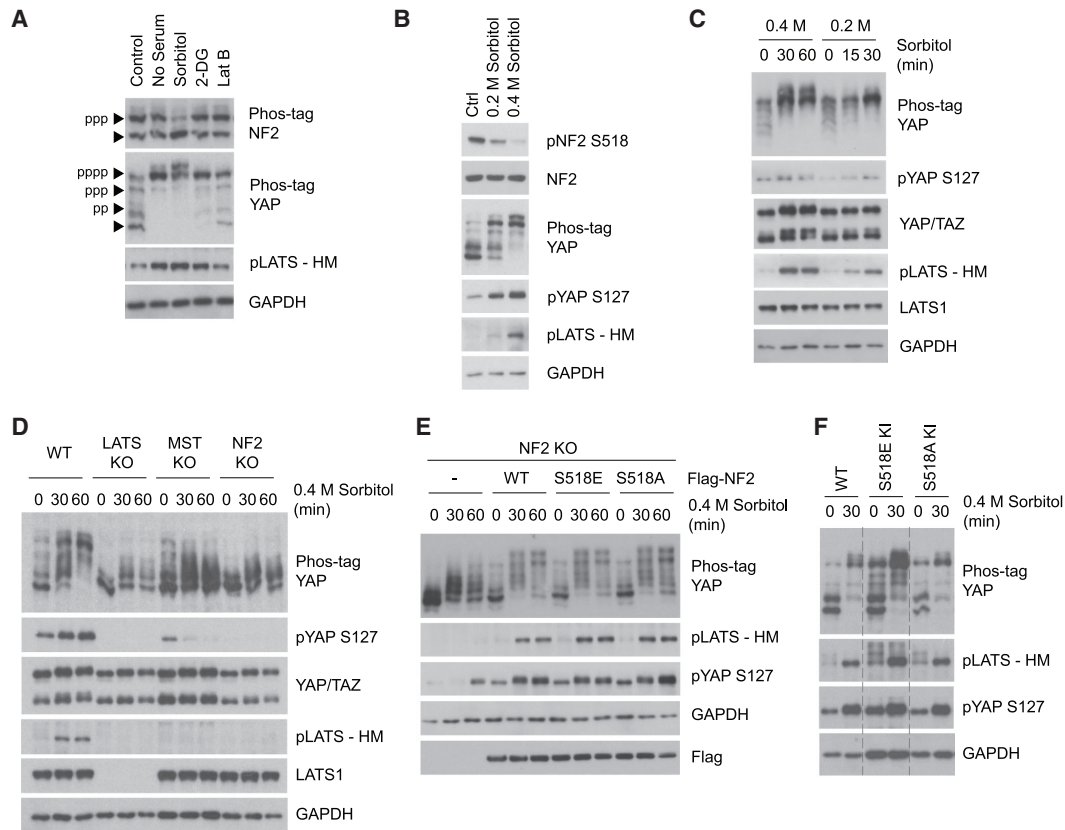 A
Control
No Serum
Sorbitol
2-DG
Lat B
ppp
Phos-tag
NF2
pppp
ppp
pp
Phos-tag
YAP
pLATS - HM
GAPDH
B
Ctrl
0.2 M Sorbitol
0.4 M Sorbitol
pNF2 S518
NF2
Phos-tag
YAP
pYAP S127
pLATS - HM
GAPDH
C
0.4 M 0.2 M
0 30 60 0 15 30
Sorbitol
(min)
Phos-tag
YAP
pYAP S127
YAP/TAZ
pLATS - HM
LATS1
GAPDH
D
WT LATS KO MST KO NF2 KO
0 30 60 0 30 60 0 30 60 0 30 60
0.4 M Sorbitol
(min)
Phos-tag
YAP
pYAP S127
YAP/TAZ
pLATS - HM
LATS1
GAPDH
E
NF2 KO
- WT S518E S518A Flag-NF2
0 30 60 0 30 60 0 30 60 0 30 60
0.4 M Sorbitol
(min)
Phos-tag
YAP
pLATS - HM
pYAP S127
GAPDH
Flag
F
WT
S518E KI
S518A KI
0 30 0 30 0 30
0.4 M Sorbitol
(min)
Phos-tag
YAP
pLATS - HM
pYAP S127
GAPDH